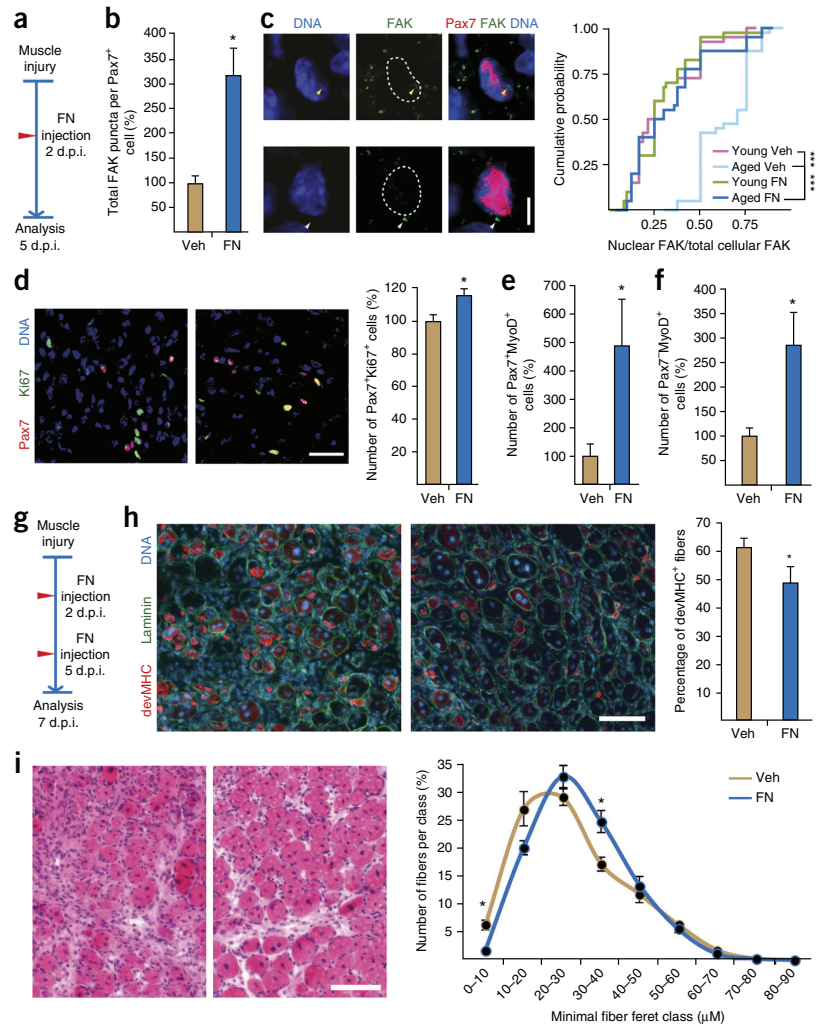 a
Muscle
injury
FN
injection
2 d.p.i.
Analysis
5 d.p.i.
b
Total FAK puncta per Pax7+
cell (%)
400
350
300
250
200
150
100
50
*
Veh
FN
c
DNA
FAK
Pax7 FAK DNA
Cumulative probability
1.00
0.75
0.50
0.25
Young Veh
Aged Veh
Young FN
Aged FN
***
***
0.25
0.50
0.75
Nuclear FAK/total cellular FAK
d
Pax7 Ki67 DNA
Number of Pax7+Ki67+ cells (%)
120
100
80
60
40
20
*
Veh
FN
e
Number of Pax7+MyoD+
cells (%)
700
600
500
400
300
200
100
*
Veh
FN
f
Number of Pax7−MyoD+
cells (%)
400
350
300
250
200
150
100
50
*
Veh
FN
g
Muscle
injury
FN
injection
2 d.p.i.
FN
injection
5 d.p.i.
Analysis
7 d.p.i.
h
devMHC Laminin DNA
Percentage of devMHC+ fibers
70
60
50
40
30
20
10
*
Veh
FN
i
Number of fibers per class (%)
35
30
25
20
15
10
5
*
*
Veh
FN
0–10
10–20
20–30
30–40
40–50
50–60
60–70
70–80
80–90
Minimal fiber feret class (μM)